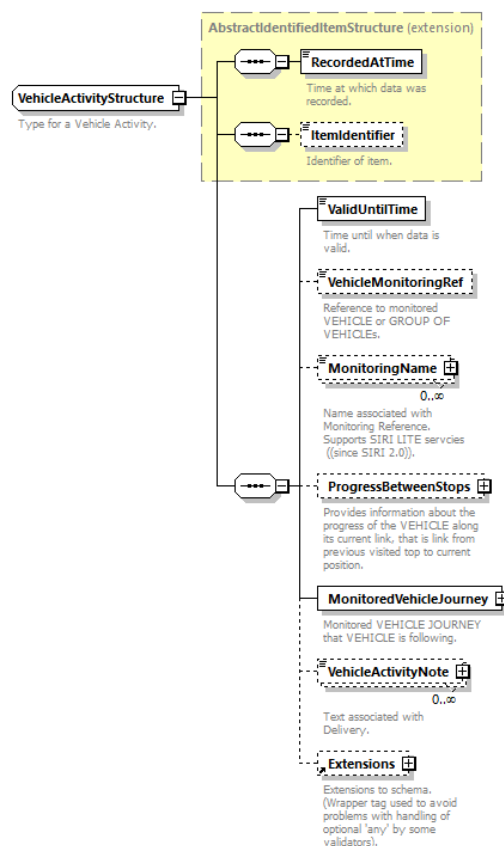 AbstractIdentifiedItemStructure (extension)
RecordedAtTime
Time at which data was
recorded.
VehicleActivityStructure
Type for a Vehicle Activity.
ItemIdentifier
Identifier of item.
ValidUntilTime
Time until when data is
valid.
VehicleMonitoringRef
Reference to monitored
VEHICLE or GROUP OF
VEHICLEs.
MonitoringName
0..∞
Name associated with
Monitoring Reference.
Supports SIRI LITE servcies
((since SIRI 2.0)).
ProgressBetweenStops
Provides information about the
progress of the VEHICLE along
its current link, that is link from
previous visited top to current
position.
MonitoredVehicleJourney
Monitored VEHICLE JOURNEY
that VEHICLE is following.
VehicleActivityNote
0..∞
Text associated with
Delivery.
Extensions
Extensions to schema.
(Wrapper tag used to avoid
problems with handling of
optional 'any' by some
validators).